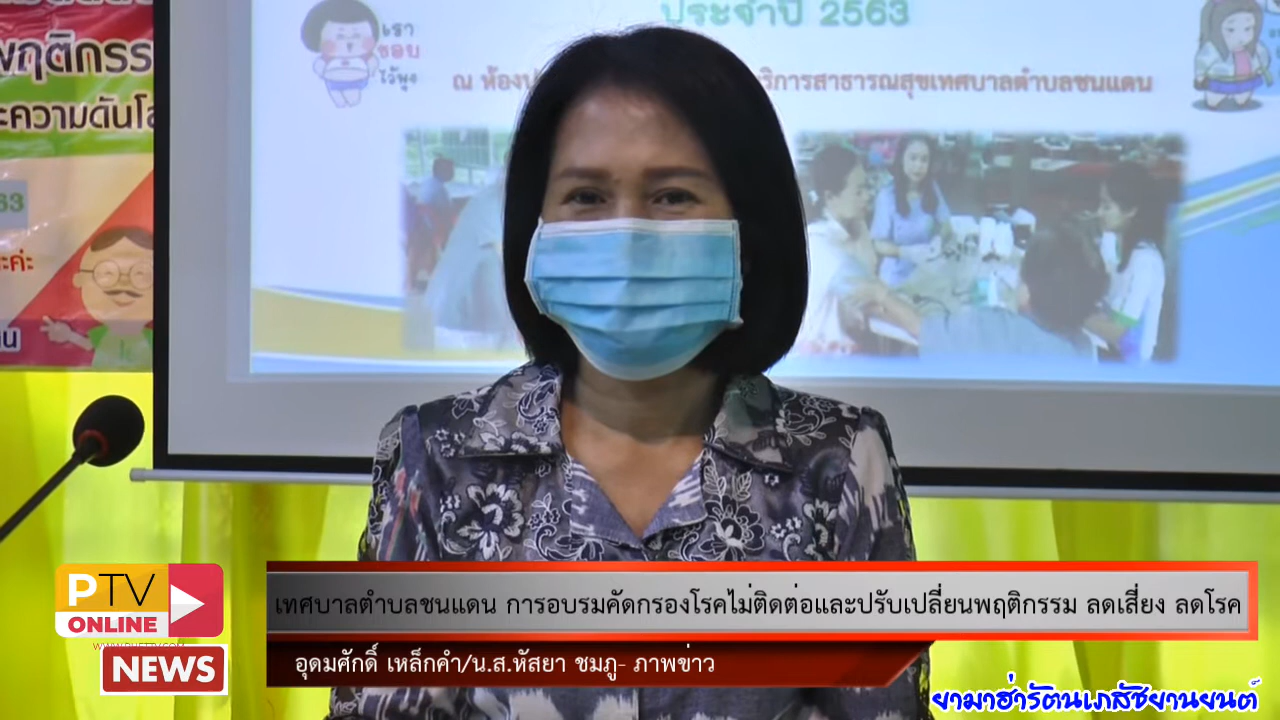 ประจำปี 2563
เรา
ชอบ
ไร้พุง
พฤติกรร
ณ ห้องป
ริการสาธารณสุขเทศบาลตำบลชนแดน
ะความดันโล
63
ะค่ะ
น
PTV
ONLINE
NEWS
เทศบาลตำบลชนแดน การอบรมคัดกรองโรคไม่ติดต่อและปรับเปลี่ยนพฤติกรรม ลดเสี่ยง ลดโรค
อุดมศักดิ์ เหล็กคำ/น.ส.หัสยา ชมภู- ภาพข่าว
ยามาฮ่ารัตนเภสัชยานยนต์